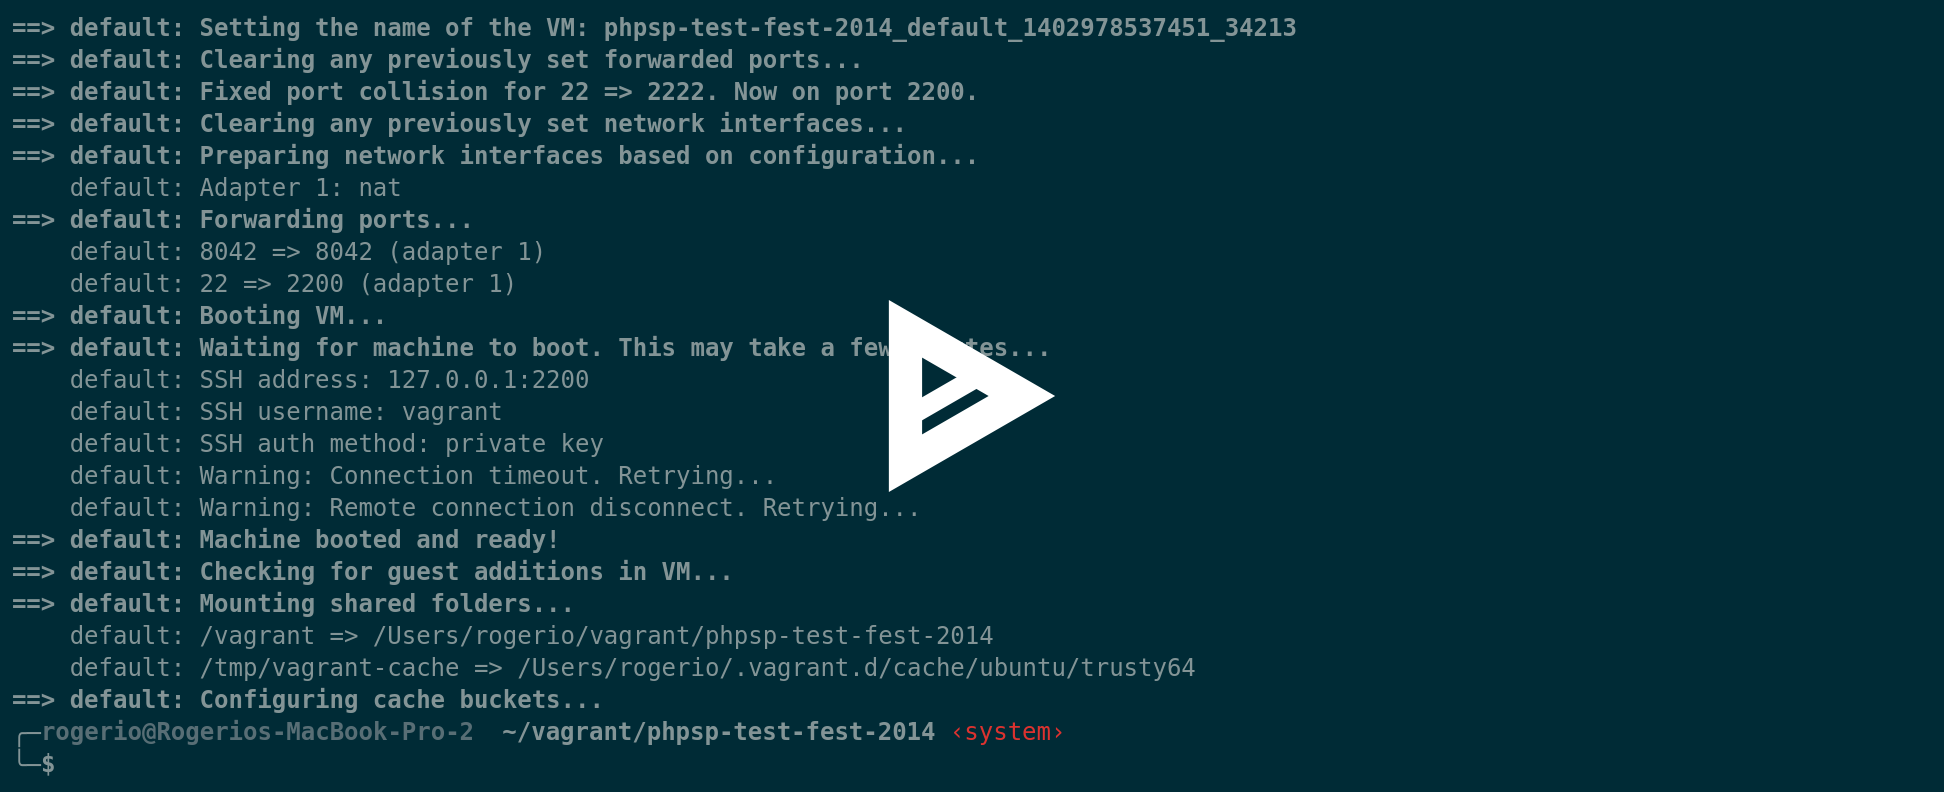 ==> default: Setting the name of the VM: phpsp-test-fest-2014_default_1402978537451_34213
==> default: Clearing any previously set forwarded ports...
==> default: Fixed port collision for 22 => 2222. Now on port 2200.
==> default: Clearing any previously set network interfaces...
==> default: Preparing network interfaces based on configuration...
    default: Adapter 1: nat
==> default: Forwarding ports...
    default: 8042 => 8042 (adapter 1)
    default: 22 => 2200 (adapter 1)
==> default: Booting VM...
==> default: Waiting for machine to boot. This may take a few tes...
    default: SSH address: 127.0.0.1:2200
    default: SSH username: vagrant
    default: SSH auth method: private key
    default: Warning: Connection timeout. Retrying...
    default: Warning: Remote connection disconnect. Retrying...
==> default: Machine booted and ready!
==> default: Checking for guest additions in VM...
==> default: Mounting shared folders...
    default: /vagrant => /Users/rogerio/vagrant/phpsp-test-fest-2014
    default: /tmp/vagrant-cache => /Users/rogerio/.vagrant.d/cache/ubuntu/trusty64
==> default: Configuring cache buckets...
╭─rogerio@Rogerios-MacBook-Pro-2  ~/vagrant/phpsp-test-fest-2014 ‹system›
╰─$